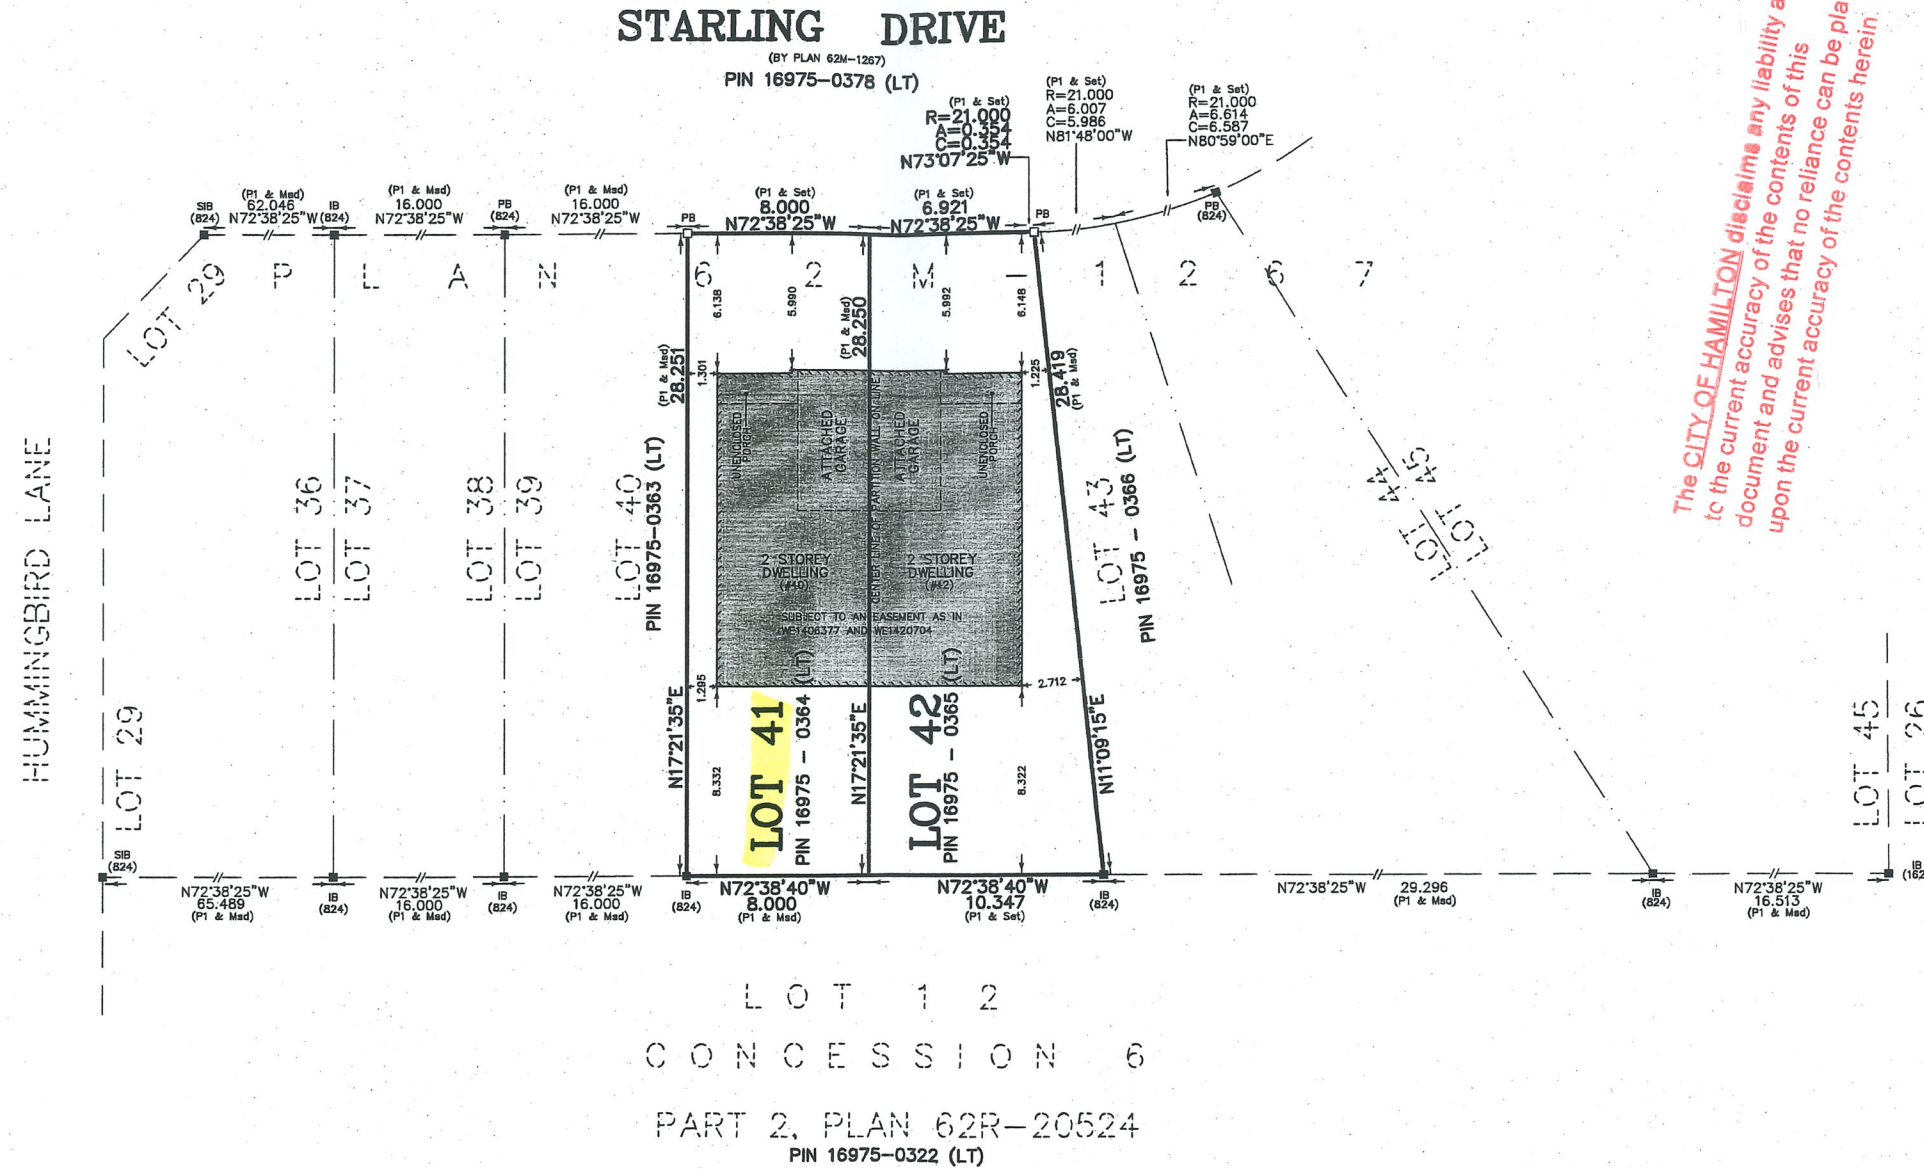 STARLING DRIVE
(BY PLAN 62M-1267)
PIN 16975-0378 (LT)
(P1 & Set)
R=21.000
A=0.354
C=0.354
N73°07'25"W
(P1 & Set)
R=21.000
A=6.007
C=5.986
N81°48'00"W
(P1 & Set)
R=21.000
A=6.614
C=6.587
N80°59'00"E
The CITY OF HAMILTON disclaims any liability
to the current accuracy of the contents of this
document and advises that no reliance can be
upon the current accuracy of the contents herein.
SIB
(824)
(P1 & Msd)
62.046
N72°38'25"W
IB
(824)
(P1 & Msd)
16.000
N72°38'25"W
PB
(824)
(P1 & Msd)
16.000
N72°38'25"W
PB
(P1 & Set)
8.000
N72°38'25"W
(P1 & Set)
6.921
N72°38'25"W
PB
PB
(824)
PLAN 62M-1267
LOT 29
6.138
5.990
(P1 & Msd)
28.250
5.992
6.148
(P1 & Msd)
28.251
1.301
1.225
28.419
(P1 & Msd)
UNENCLOSED
PORCH
ATTACHED
GARAGE
CENTER LINE OF PARTITION WALL ON LINE
ATTACHED
GARAGE
UNENCLOSED
PORCH
HUMMINGBIRD LANE
LOT 36
LOT 37
LOT 38
LOT 39
LOT 40
PIN 16975-0363 (LT)
2 STOREY
DWELLING
2 STOREY
DWELLING
(#42)
SUBJECT TO AN EASEMENT AS IN
WE1406377 AND WE1420704
LOT 43
PIN 16975 - 0366 (LT)
LOT 44
LOT 45
1.295
2.712
N17°21'35"E
8.332
LOT 41
PIN 16975 - 0364 (LT)
N17°21'35"E
LOT 42
PIN 16975 - 0365 (LT)
8.322
N11°09'15"E
LOT 29
LOT 45
LOT 26
SIB
(824)
N72°38'25"W
65.489
(P1 & Msd)
IB
(824)
N72°38'25"W
16.000
(P1 & Msd)
IB
(824)
N72°38'25"W
16.000
(P1 & Msd)
IB
(824)
N72°38'40"W
8.000
(P1 & Msd)
N72°38'40"W
10.347
(P1 & Set)
IB
(824)
N72°38'25"W
29.296
(P1 & Msd)
IB
(824)
N72°38'25"W
16.513
(P1 & Msd)
IB
LOT 12
CONCESSION 6
PART 2, PLAN 62R-20524
PIN 16975-0322 (LT)